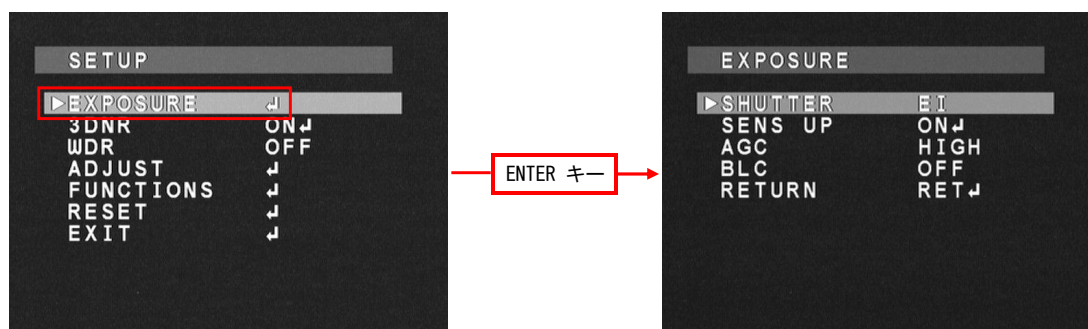 SETUP
▷EXPOSURE ↲
3DNR ON↲
WDR OFF
ADJUST ↲
FUNCTIONS ↲
RESET ↲
EXIT ↲
ENTER キー
EXPOSURE
▷SHUTTER EI
SENS UP ON↲
AGC HIGH
BLC OFF
RETURN RET↲